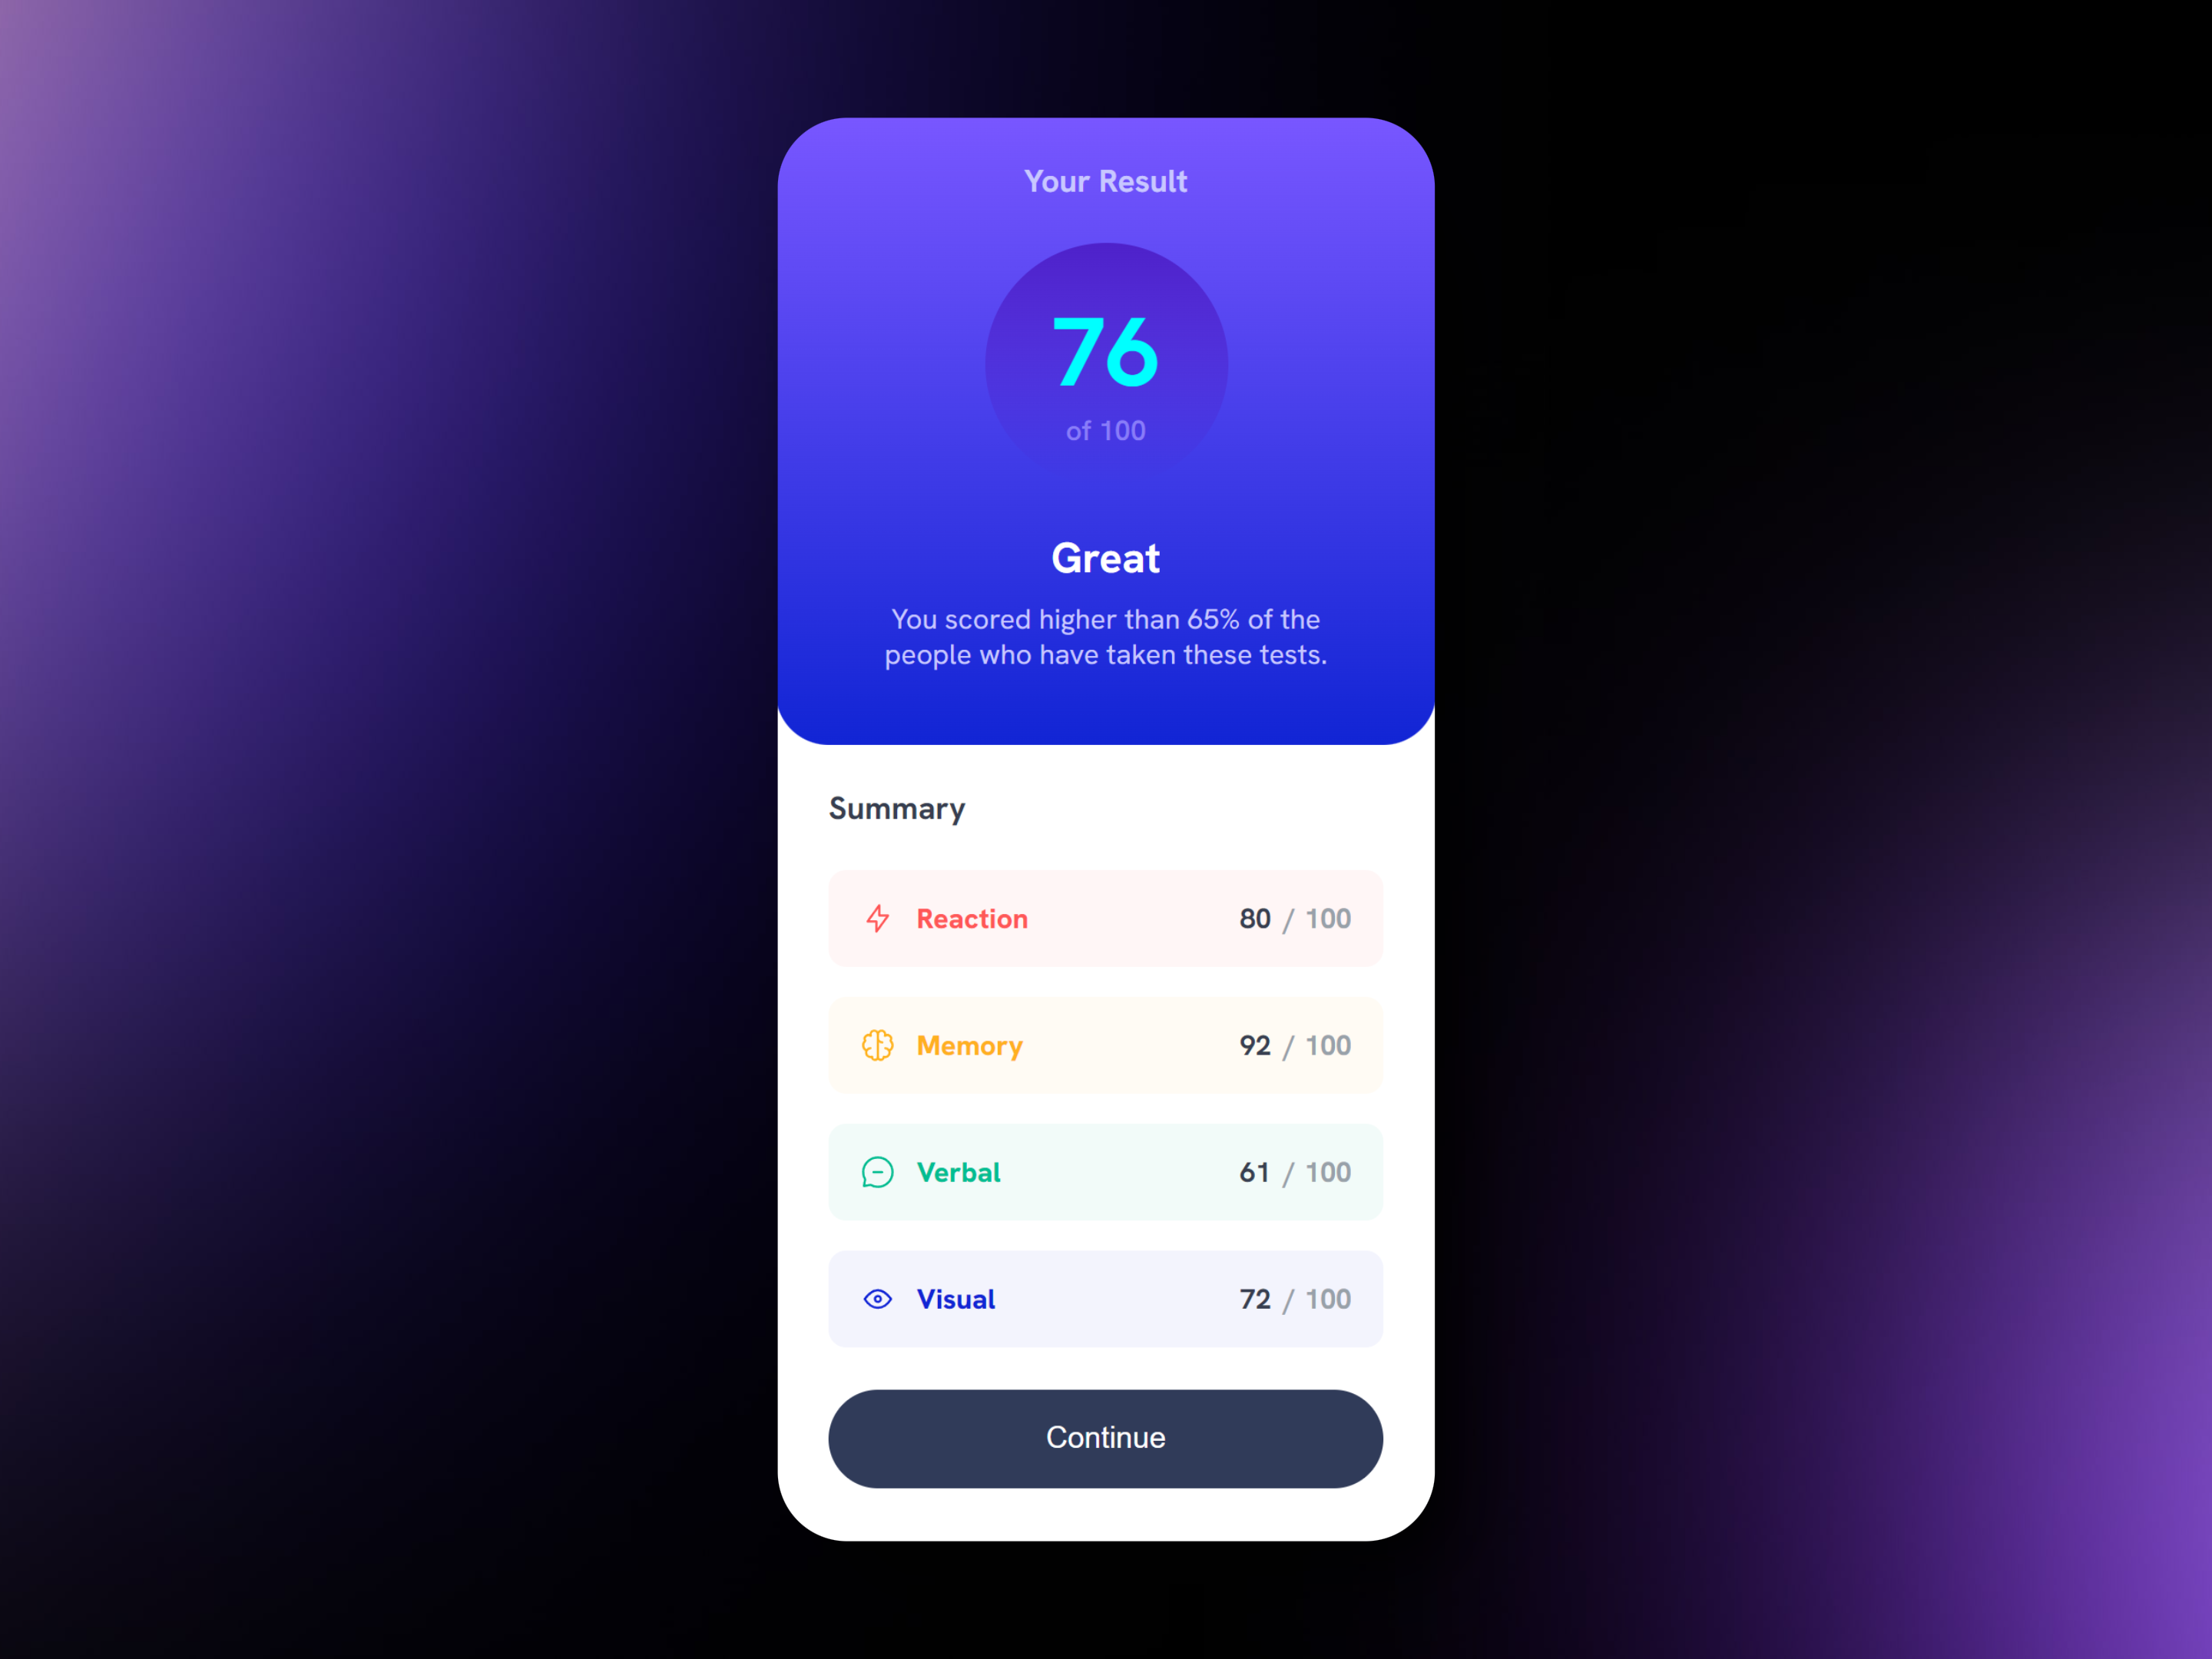 Your Result
76
of 100
Great
You scored higher than 65% of the
people who have taken these tests.
Summary
Reaction 80 / 100
Memory 92 / 100
Verbal 61 / 100
Visual 72 / 100
Continue